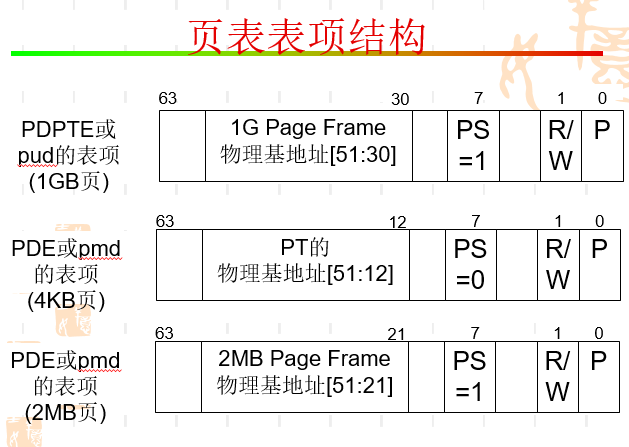 页表表项结构
63 30 7 1 0
PDPTE或
pud的表项
(1GB页)
1G Page Frame
物理基地址[51:30]
PS
=1
R/
W
P
63 12 7 1 0
PDE或pmd
的表项
(4KB页)
PT的
物理基地址[51:12]
PS
=0
R/
W
P
63 21 7 1 0
PDE或pmd
的表项
(2MB页)
2MB Page Frame
物理基地址[51:21]
PS
=1
R/
W
P